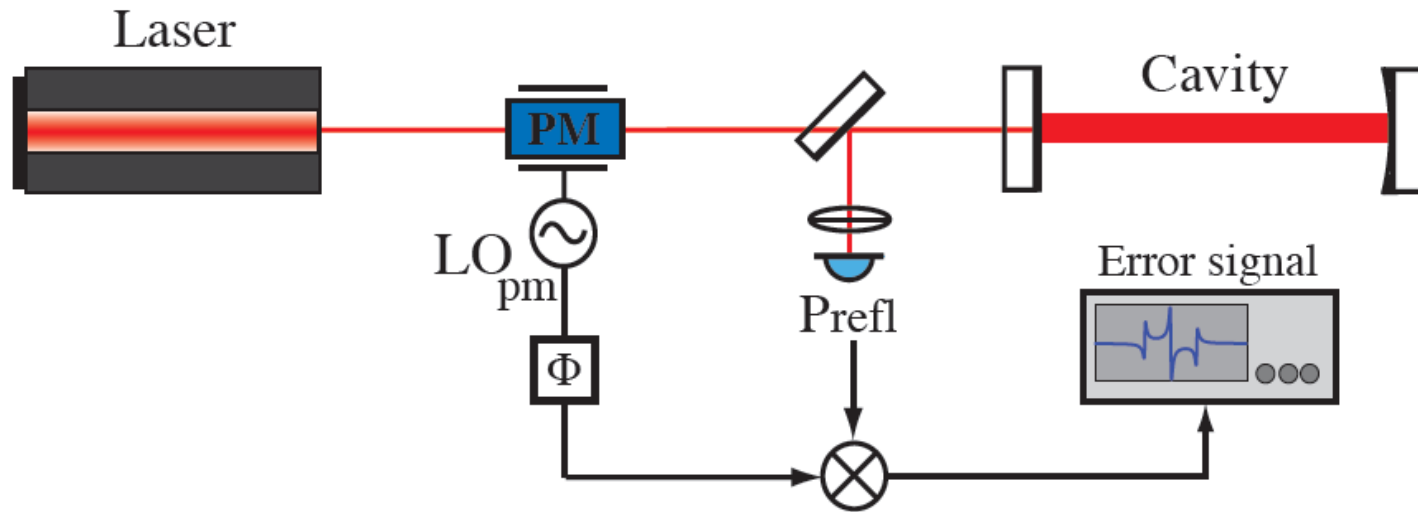 Laser
PM
Cavity
LO
pm
Prefl
Error signal
Φ